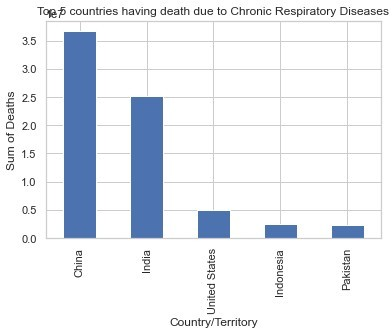 Top 5 countries having death due to Chronic Respiratory Diseases
1e7
3.5
3.0
2.5
2.0
1.5
1.0
0.5
0.0
Sum of Deaths
China
India
United States
Indonesia
Pakistan
Country/Territory